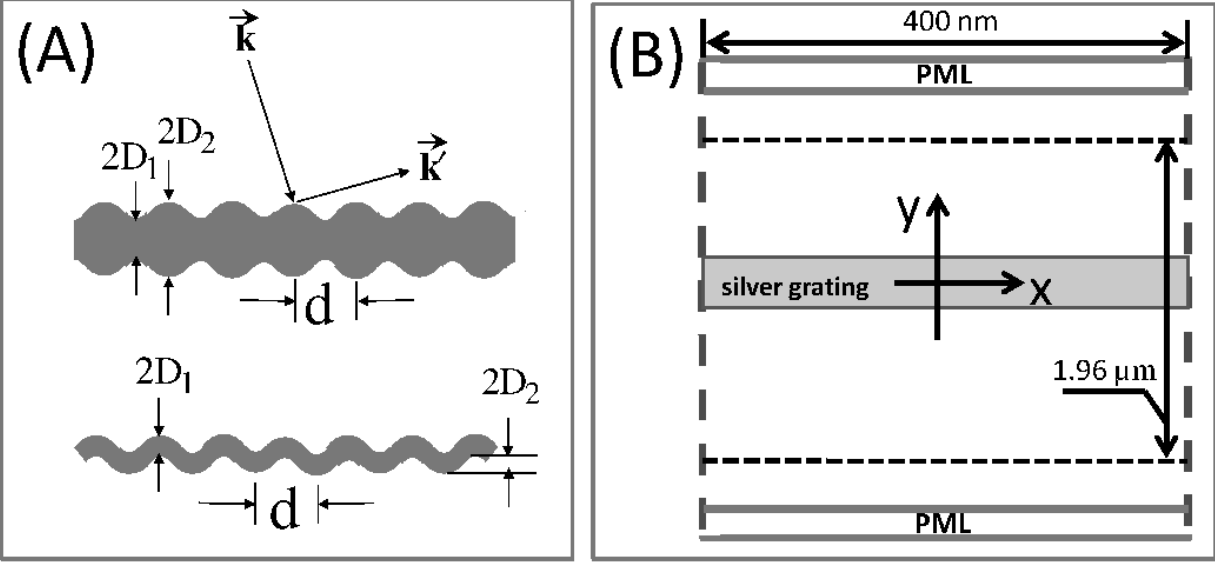 (A)
k⃗
2D₁
2D₂
k⃗′
d
2D₁
2D₂
d
(B)
400 nm
PML
y
silver grating
X
1.96 µm
PML